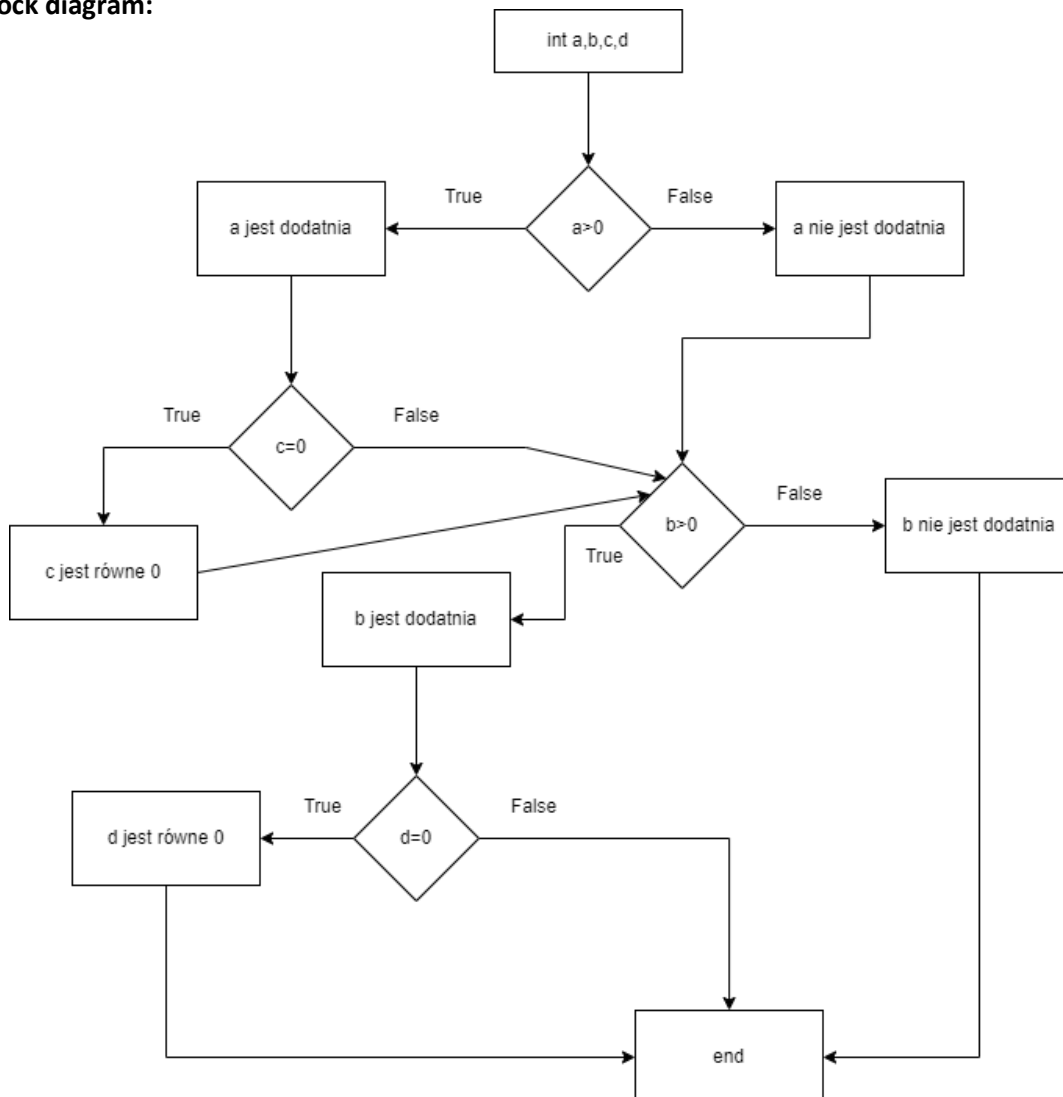 ock diagram:
int a,b,c,d
True
False
a jest dodatnia
a>0
a nie jest dodatnia
True
False
c=0
False
b>0
b nie jest dodatnia
True
c jest równe 0
b jest dodatnia
True
False
d jest równe 0
d=0
end